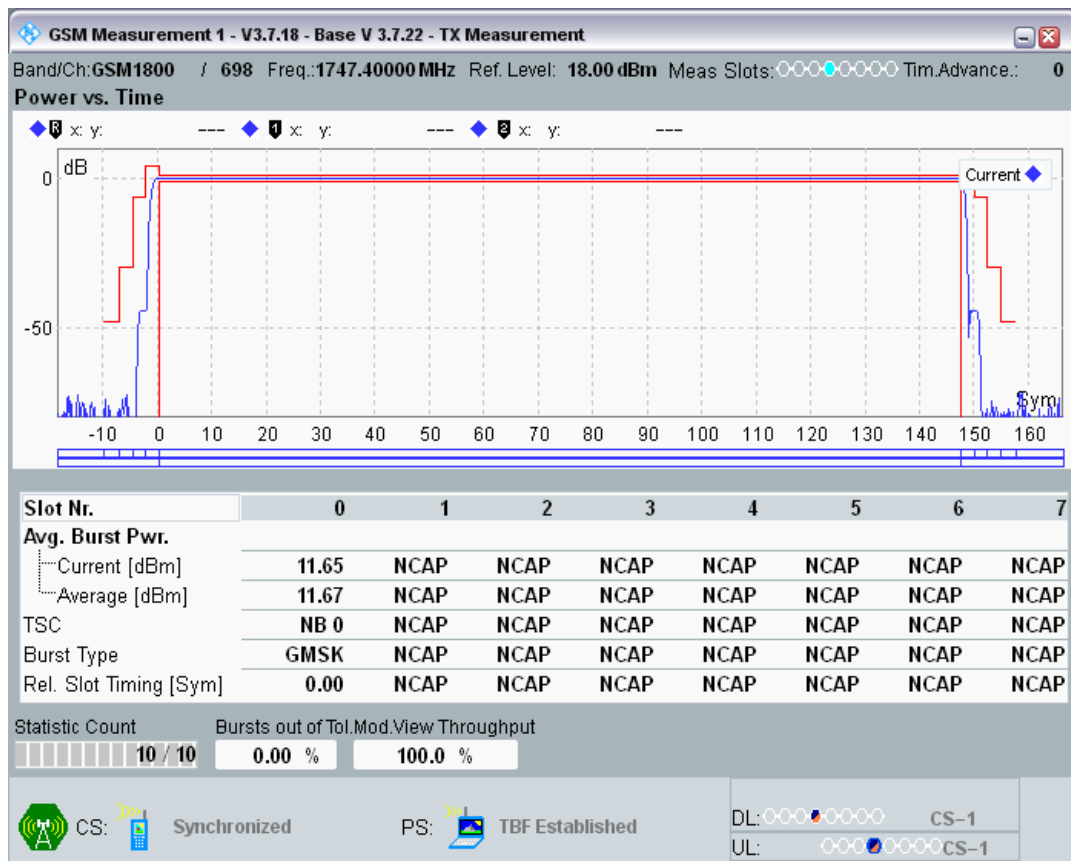 GSM Measurement 1 - V3.7.18 - Base V 3.7.22 - TX Measurement
Band/Ch:GSM1800 / 698 Freq.:1747.40000 MHz Ref. Level: 18.00 dBm Meas Slots: Tim.Advance.: 0
Power vs. Time
R x: y: --- 1 x: y: --- 2 x: y: ---
dB
0
Current
-50
Sym
-10 0 10 20 30 40 50 60 70 80 90 100 110 120 130 140 150 160
Slot Nr. 0 1 2 3 4 5 6 7
Avg. Burst Pwr.
Current [dBm] 11.65 NCAP NCAP NCAP NCAP NCAP NCAP NCAP
Average [dBm] 11.67 NCAP NCAP NCAP NCAP NCAP NCAP NCAP
TSC NB 0 NCAP NCAP NCAP NCAP NCAP NCAP NCAP
Burst Type GMSK NCAP NCAP NCAP NCAP NCAP NCAP NCAP
Rel. Slot Timing [Sym] 0.00 NCAP NCAP NCAP NCAP NCAP NCAP NCAP
Statistic Count Bursts out of Tol.Mod.View Throughput
10 / 10 0.00 % 100.0 %
DL: CS-1
CS: Synchronized PS: TBF Established
UL: CS-1